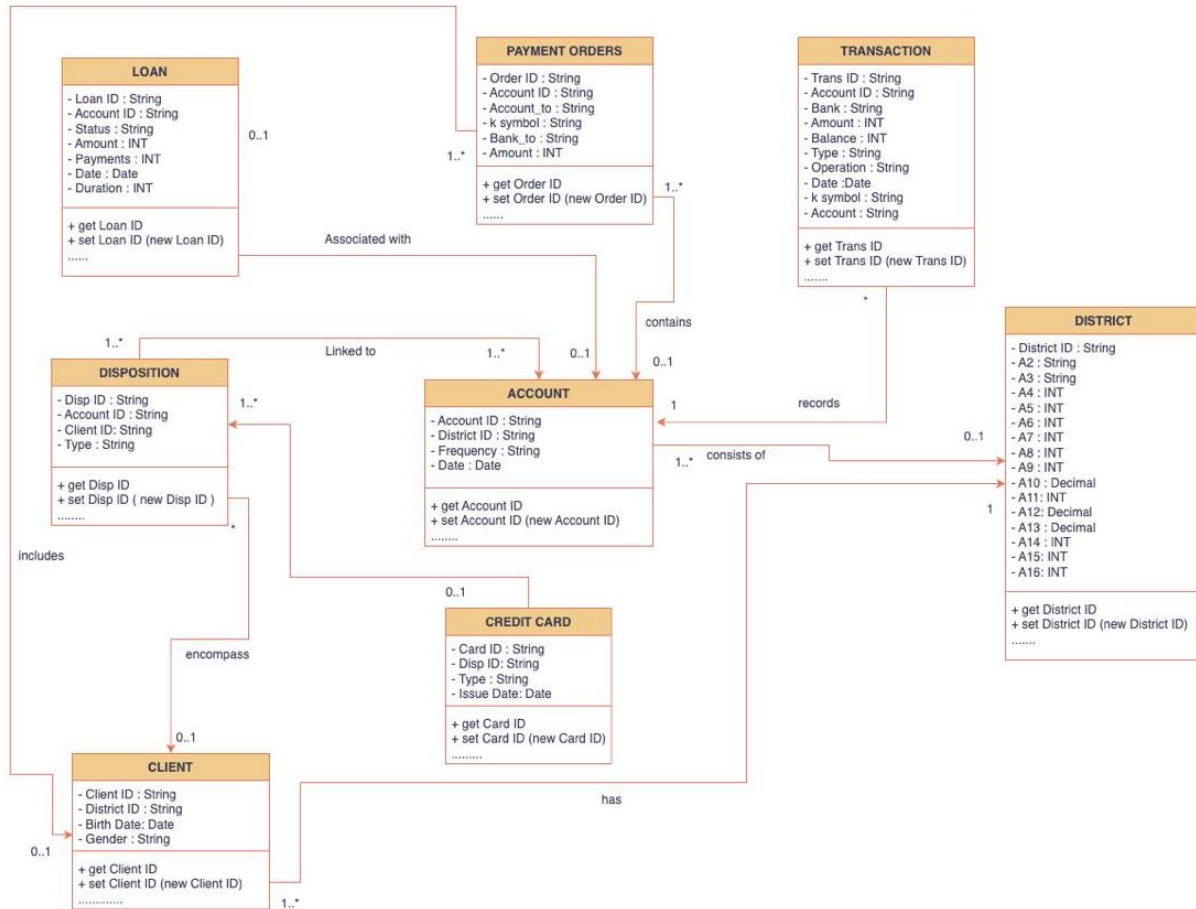 LOAN
- Loan ID : String
- Account ID : String
- Status : String
- Amount : INT
- Payments : INT
- Date : Date
- Duration : INT
+ get Loan ID
+ set Loan ID (new Loan ID)
......
0..1
PAYMENT ORDERS
- Order ID : String
- Account ID : String
- Account_to : String
- k symbol : String
- Bank_to : String
- Amount : INT
+ get Order ID
+ set Order ID (new Order ID)
......
1..*
1..*
TRANSACTION
- Trans ID : String
- Account ID : String
- Bank : String
- Amount : INT
- Balance : INT
- Type : String
- Operation : String
- Date :Date
- k symbol : String
- Account : String
+ get Trans ID
+ set Trans ID (new Trans ID)
.......
*
Associated with
contains
DISTRICT
- District ID : String
- A2 : String
- A3 : String
- A4 : INT
- A5 : INT
- A6 : INT
- A7 : INT
- A8 : INT
- A9 : INT
- A10 : Decimal
- A11: INT
- A12: Decimal
- A13 : Decimal
- A14 : INT
- A15: INT
- A16: INT
+ get District ID
+ set District ID (new District ID)
.......
1..*
Linked to
1..*
0..1
0..1
DISPOSITION
- Disp ID : String
- Account ID : String
- Client ID: String
- Type : String
+ get Disp ID
+ set Disp ID ( new Disp ID )
........
1..*
*
ACCOUNT
- Account ID : String
- District ID : String
- Frequency : String
- Date : Date
+ get Account ID
+ set Account ID (new Account ID)
........
1
records
0..1
1..*
consists of
1
includes
encompass
0..1
0..1
CREDIT CARD
- Card ID : String
- Disp ID: String
- Type : String
- Issue Date: Date
+ get Card ID
+ set Card ID (new Card ID)
.........
CLIENT
- Client ID : String
- District ID : String
- Birth Date: Date
- Gender : String
+ get Client ID
+ set Client ID (new Client ID)
.............
0..1
1..*
has